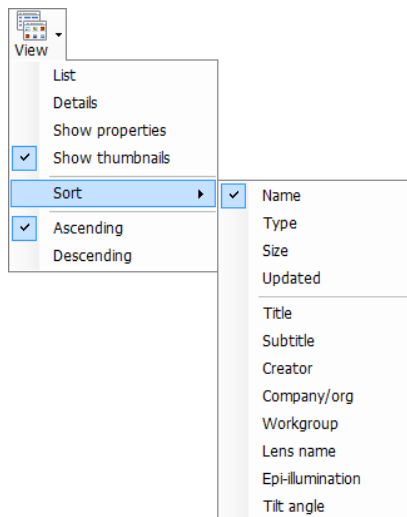 View
List
Details
Show properties
Show thumbnails
Sort
Ascending
Descending
Name
Type
Size
Updated
Title
Subtitle
Creator
Company/org
Workgroup
Lens name
Epi-illumination
Tilt angle